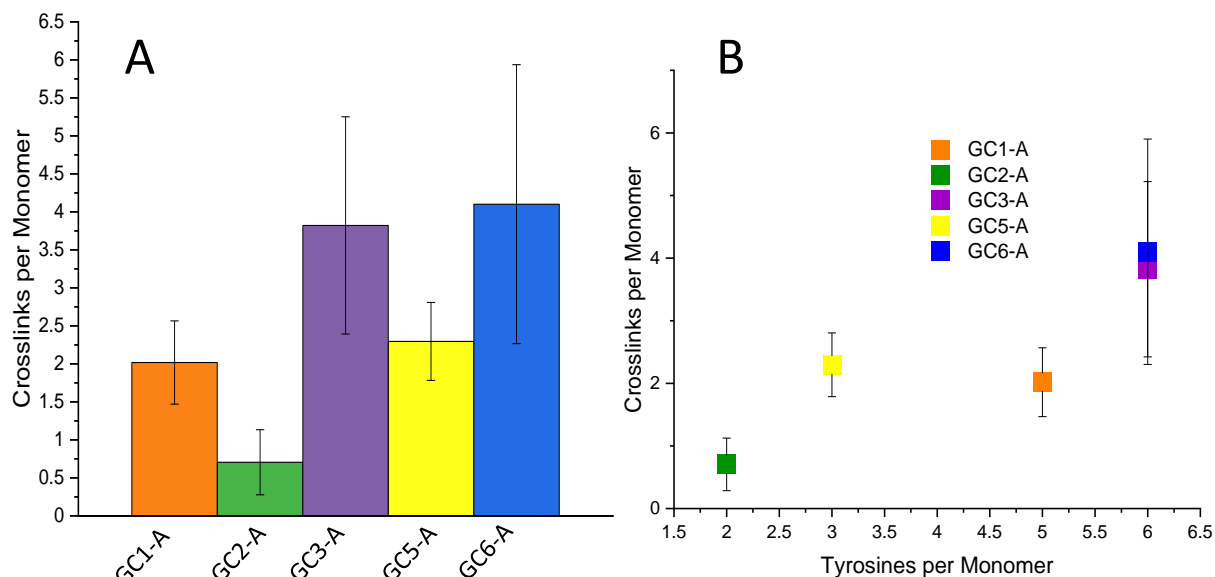 A
Crosslinks per Monomer
6.5
6
5.5
5
4.5
4
3.5
3
2.5
2
1.5
1
0.5
0
GC1-A
GC2-A
GC3-A
GC5-A
GC6-A
B
Crosslinks per Monomer
6
4
2
0
GC1-A
GC2-A
GC3-A
GC5-A
GC6-A
1.5 2 2.5 3 3.5 4 4.5 5 5.5 6 6.5
Tyrosines per Monomer